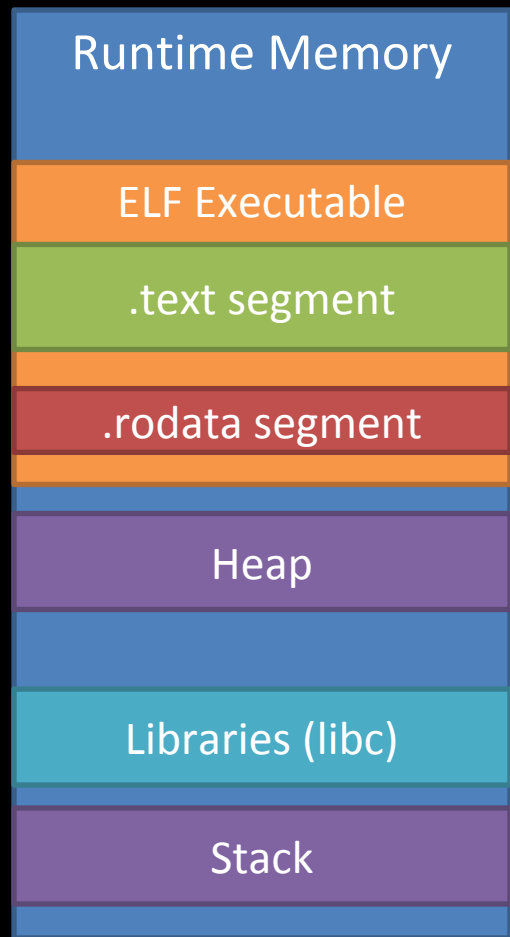 Runtime Memory
ELF Executable
.text segment
.rodata segment
Heap
Libraries (libc)
Stack